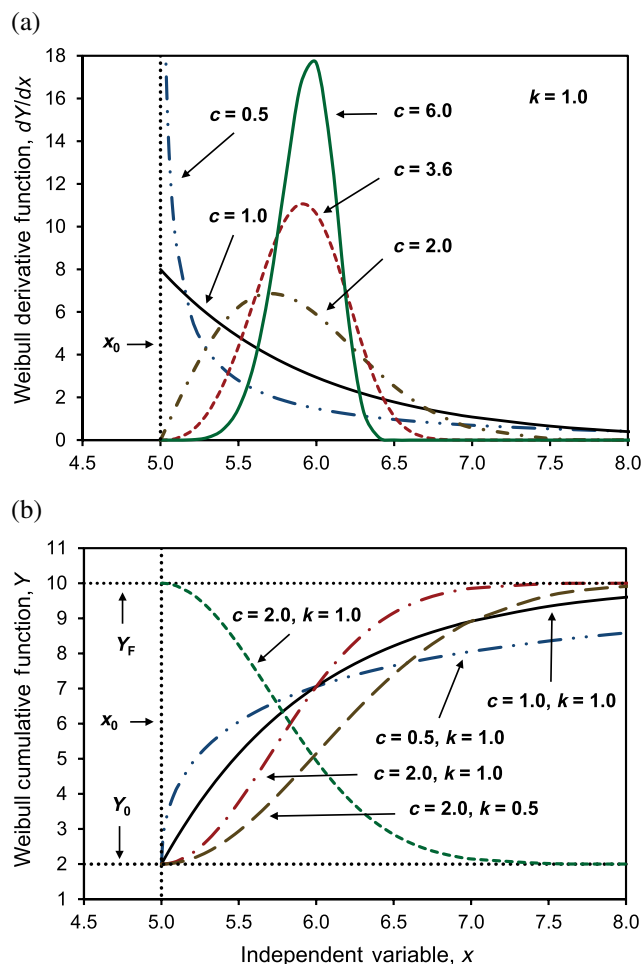 (a)
Weibull derivative function, dY/dx
18
16
14
12
10
8
6
4
2
0
c = 0.5
c = 1.0
c = 6.0
c = 3.6
c = 2.0
k = 1.0
x₀
4.5 5.0 5.5 6.0 6.5 7.0 7.5 8.0
(b)
Weibull cumulative function, Y
11
10
9
8
7
6
5
4
3
2
1
Y_F
x₀
Y₀
c = 2.0, k = 1.0
c = 1.0, k = 1.0
c = 0.5, k = 1.0
c = 2.0, k = 1.0
c = 2.0, k = 0.5
4.5 5.0 5.5 6.0 6.5 7.0 7.5 8.0
Independent variable, x